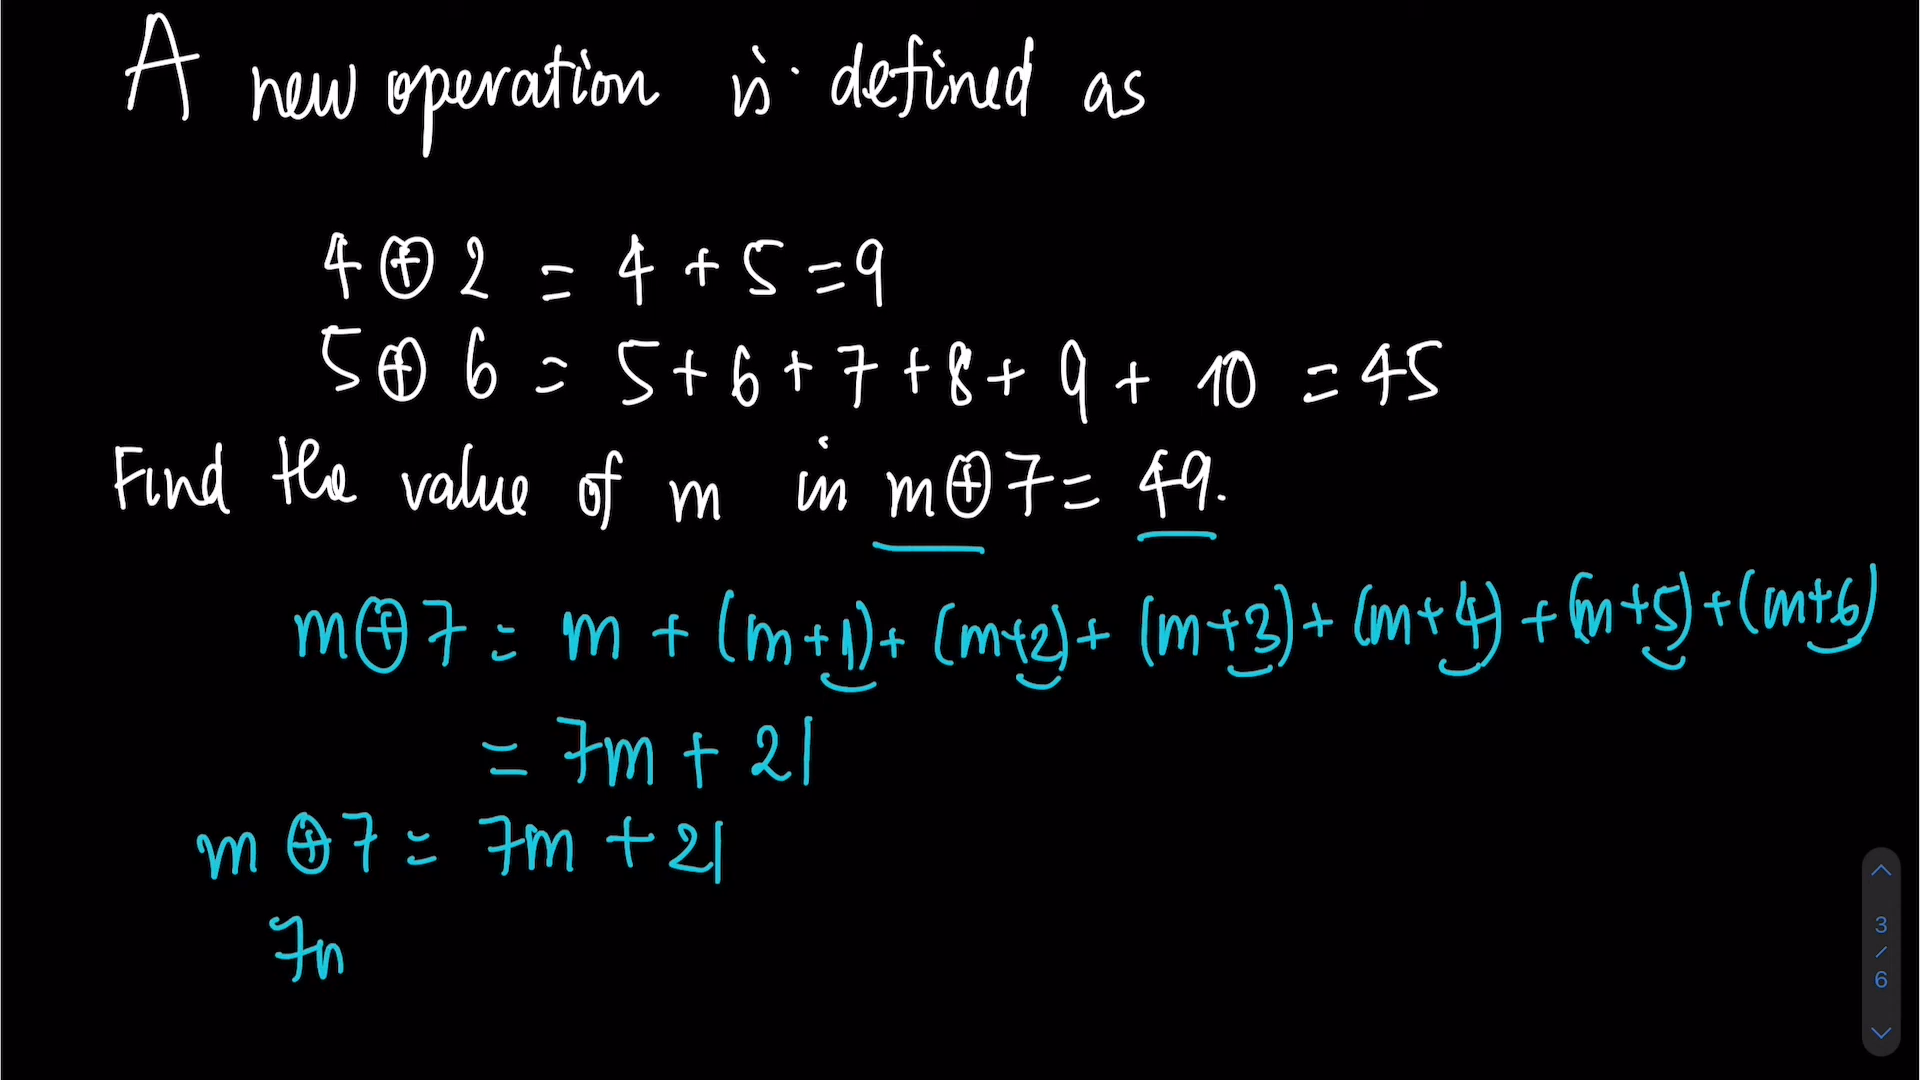 A new operation is defined as
4 ⊕ 2 = 4 + 5 = 9
5 ⊕ 6 = 5 + 6 + 7 + 8 + 9 + 10 = 45
Find the value of m in m ⊕ 7 = 49.
m ⊕ 7 = m + (m+1) + (m+2) + (m+3) + (m+4) + (m+5) + (m+6)
= 7m + 21
m ⊕ 7 = 7m + 21
7n
3
/
6